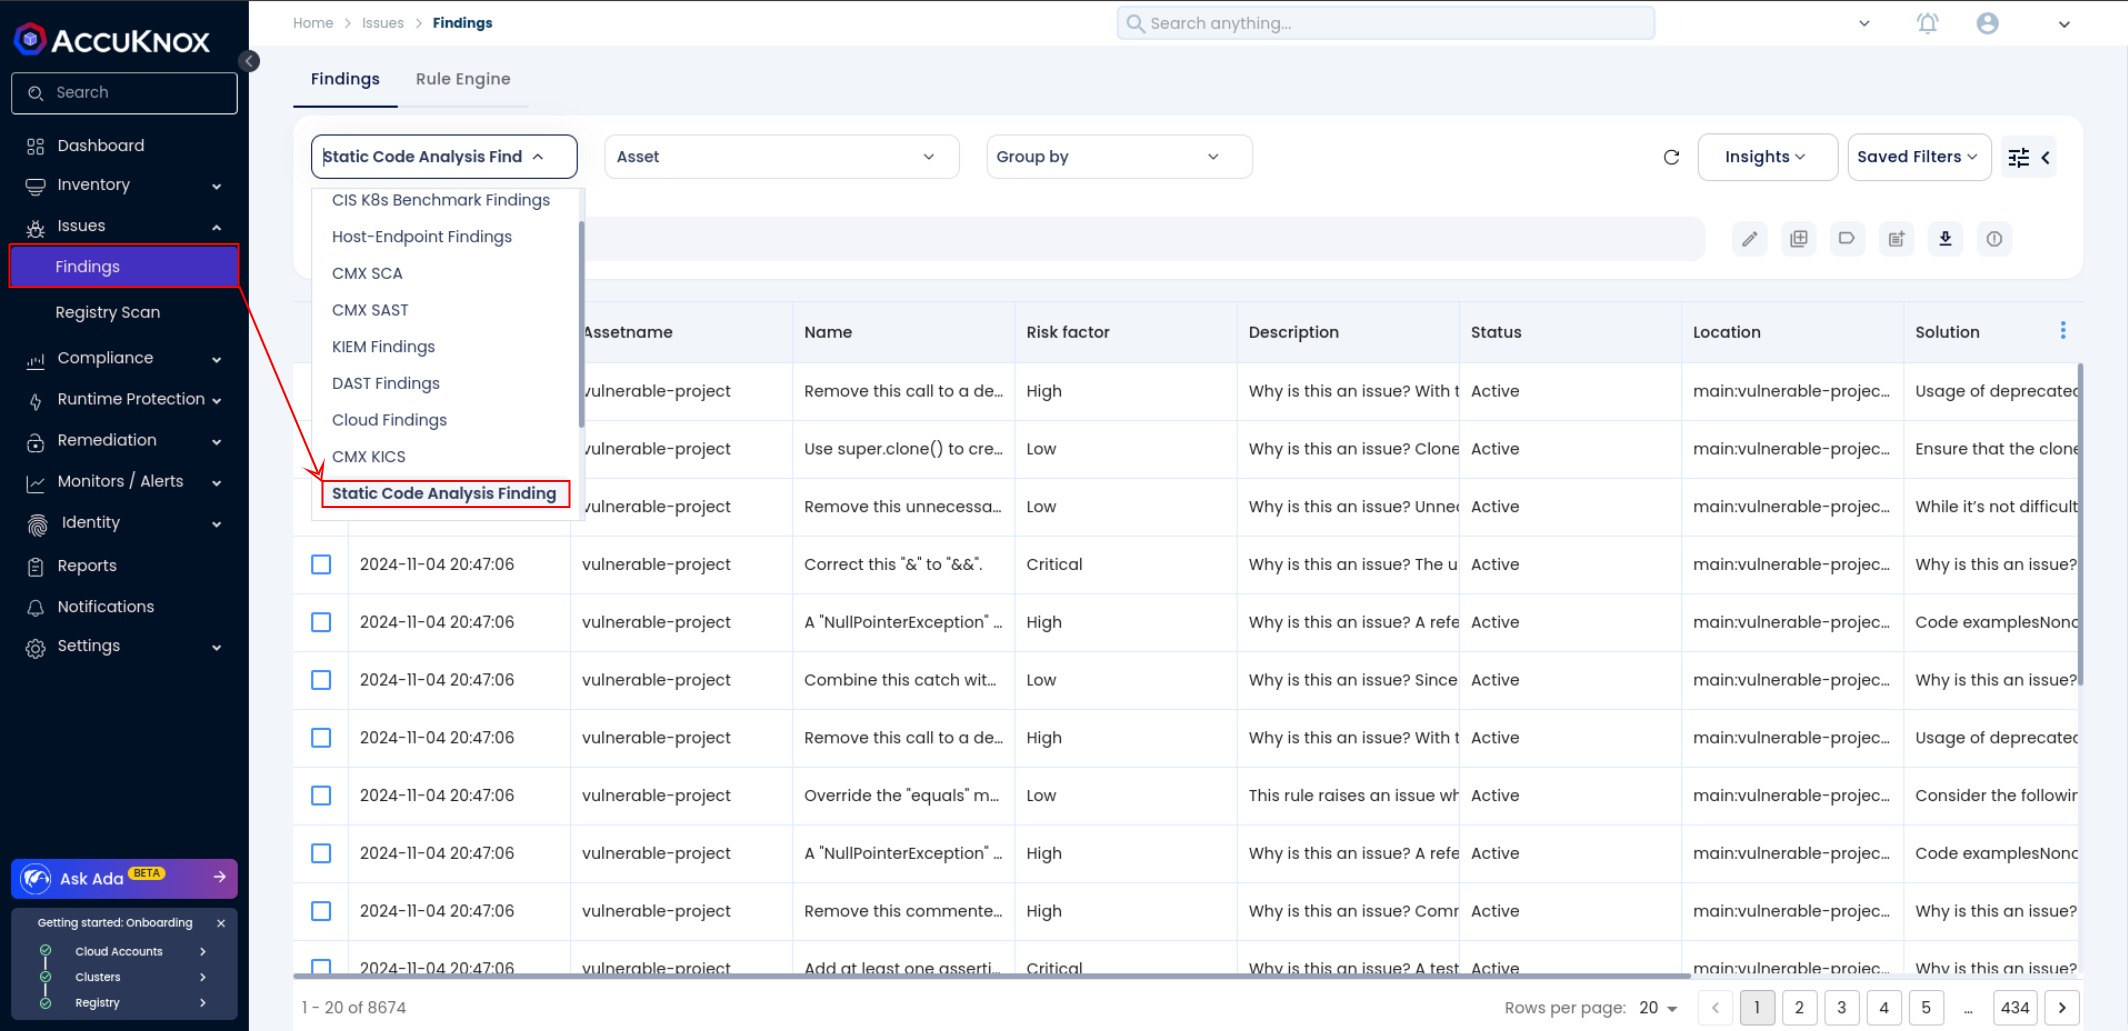 ACCUKNOX
Search
Dashboard
Inventory
Issues
Findings
Registry Scan
Compliance
Runtime Protection
Remediation
Monitors / Alerts
Identity
Reports
Notifications
Settings
Ask Ada BETA
Getting started: Onboarding
Cloud Accounts
Clusters
Registry
Home > Issues > Findings
Search anything...
Findings Rule Engine
Static Code Analysis Find Asset Group by Insights Saved Filters
CIS K8s Benchmark Findings
Host-Endpoint Findings
CMX SCA
CMX SAST
KIEM Findings
DAST Findings
Cloud Findings
CMX KICS
Static Code Analysis Finding
Assetname Name Risk factor Description Status Location Solution
vulnerable-project Remove this call to a de... High Why is this an issue? With t Active main:vulnerable-projec... Usage of deprecated
vulnerable-project Use super.clone() to cre... Low Why is this an issue? Clone Active main:vulnerable-projec... Ensure that the clone
vulnerable-project Remove this unnecessa... Low Why is this an issue? Unnec Active main:vulnerable-projec... While it's not difficult
2024-11-04 20:47:06 vulnerable-project Correct this "&" to "&&". Critical Why is this an issue? The u Active main:vulnerable-projec... Why is this an issue?
2024-11-04 20:47:06 vulnerable-project A "NullPointerException" ... High Why is this an issue? A refe Active main:vulnerable-projec... Code examplesNonc
2024-11-04 20:47:06 vulnerable-project Combine this catch wit... Low Why is this an issue? Since Active main:vulnerable-projec... Why is this an issue?
2024-11-04 20:47:06 vulnerable-project Remove this call to a de... High Why is this an issue? With t Active main:vulnerable-projec... Usage of deprecated
2024-11-04 20:47:06 vulnerable-project Override the "equals" m... Low This rule raises an issue wh Active main:vulnerable-projec... Consider the followin
2024-11-04 20:47:06 vulnerable-project A "NullPointerException" ... High Why is this an issue? A refe Active main:vulnerable-projec... Code examplesNonc
2024-11-04 20:47:06 vulnerable-project Remove this commente... High Why is this an issue? Comr Active main:vulnerable-projec... Why is this an issue?
2024-11-04 20:47:06 vulnerable-project Add at least one asserti... Critical Why is this an issue? A test Active main:vulnerable-projec... Why is this an issue?
1 - 20 of 8674 Rows per page: 20 < 1 2 3 4 5 ... 434 >